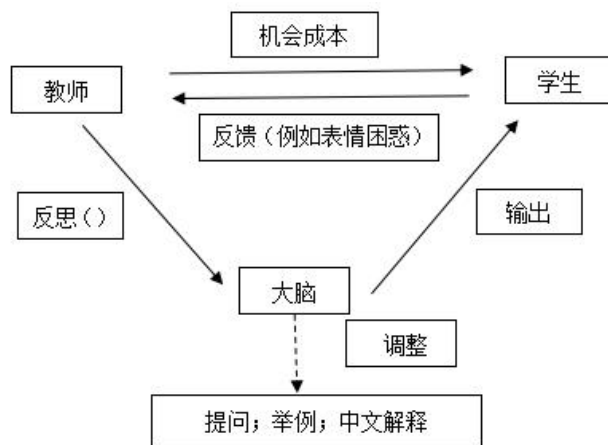 机会成本
教师
学生
反馈（例如表情困惑）
反思（）
输出
大脑
调整
提问；举例；中文解释